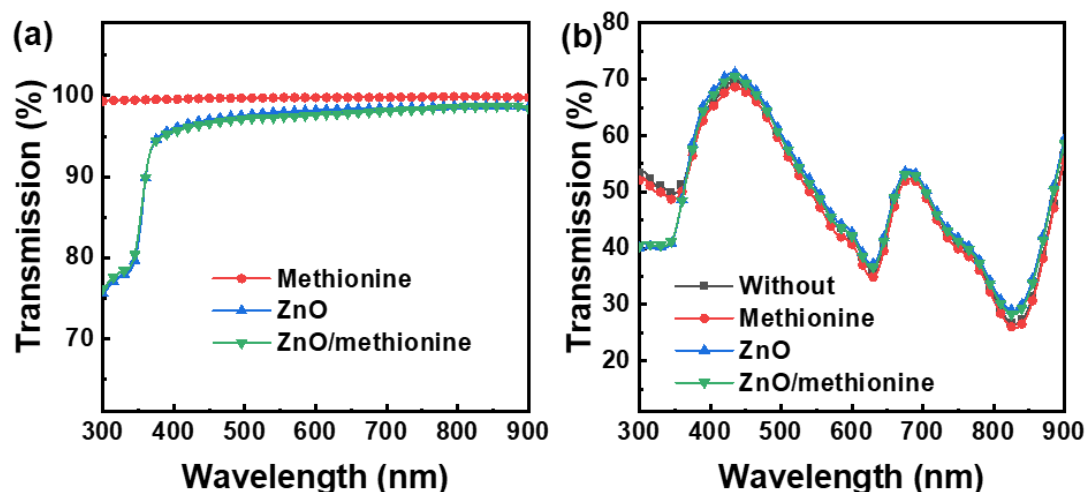 (a)
Transmission (%)
100
90
80
70
300 400 500 600 700 800 900
Wavelength (nm)
Methionine
ZnO
ZnO/methionine
(b)
Transmission (%)
80
70
60
50
40
30
20
300 400 500 600 700 800 900
Wavelength (nm)
Without
Methionine
ZnO
ZnO/methionine